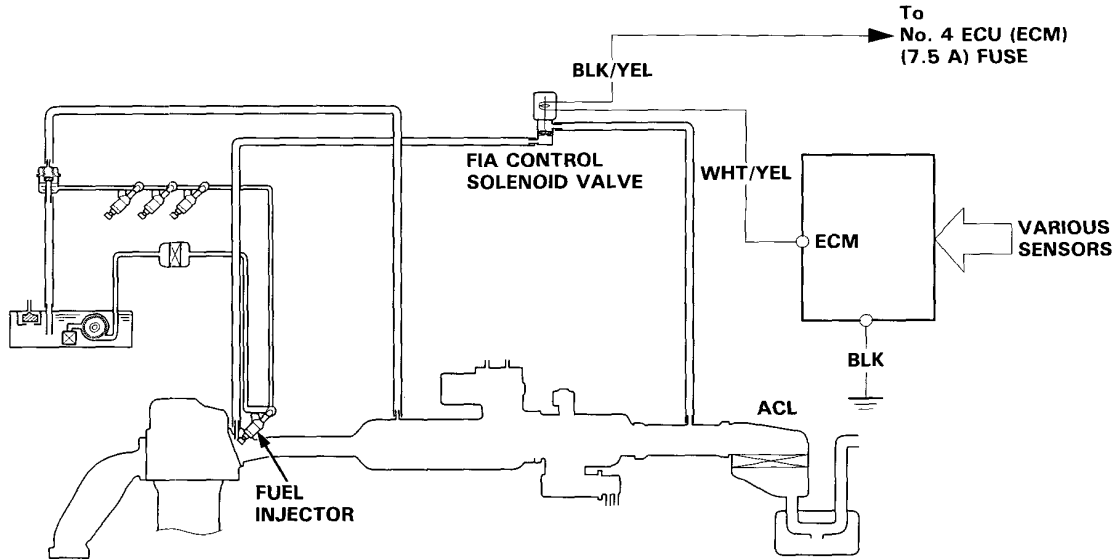 To
No. 4 ECU (ECM)
(7.5 A) FUSE
BLK/YEL
FIA CONTROL
SOLENOID VALVE
WHT/YEL
ECM
VARIOUS
SENSORS
BLK
ACL
FUEL
INJECTOR